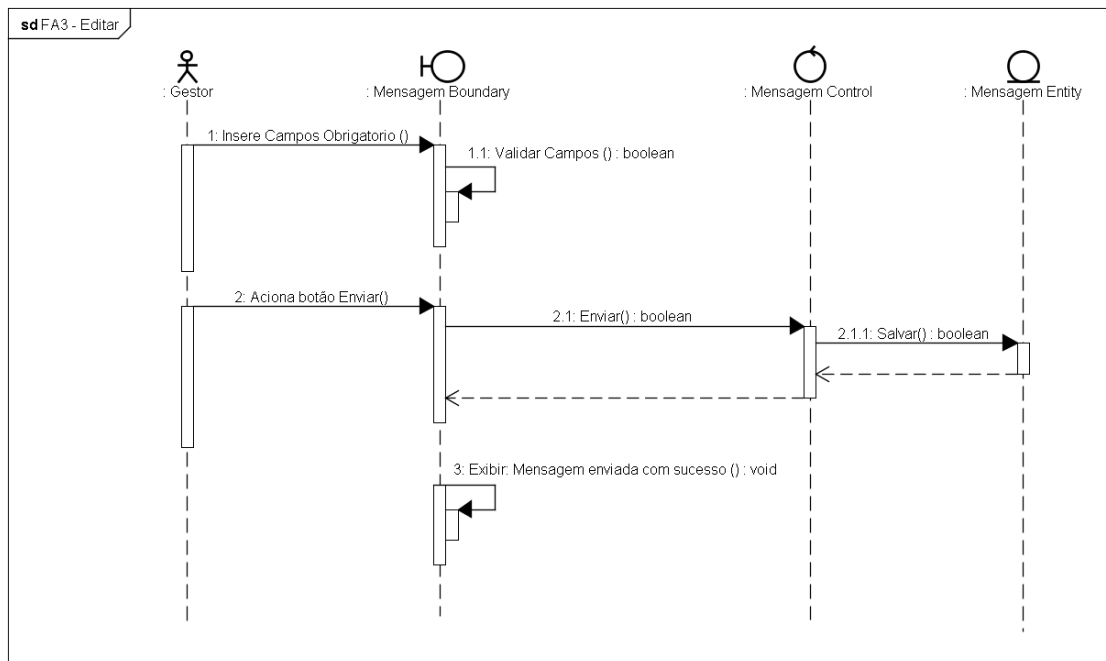 sd FA3 - Editar
: Gestor
: Mensagem Boundary
: Mensagem Control
: Mensagem Entity
1: Insere Campos Obrigatorio ()
1.1: Validar Campos () : boolean
2: Aciona botão Enviar()
2.1: Enviar() : boolean
2.1.1: Salvar() : boolean
3: Exibir: Mensagem enviada com sucesso () : void